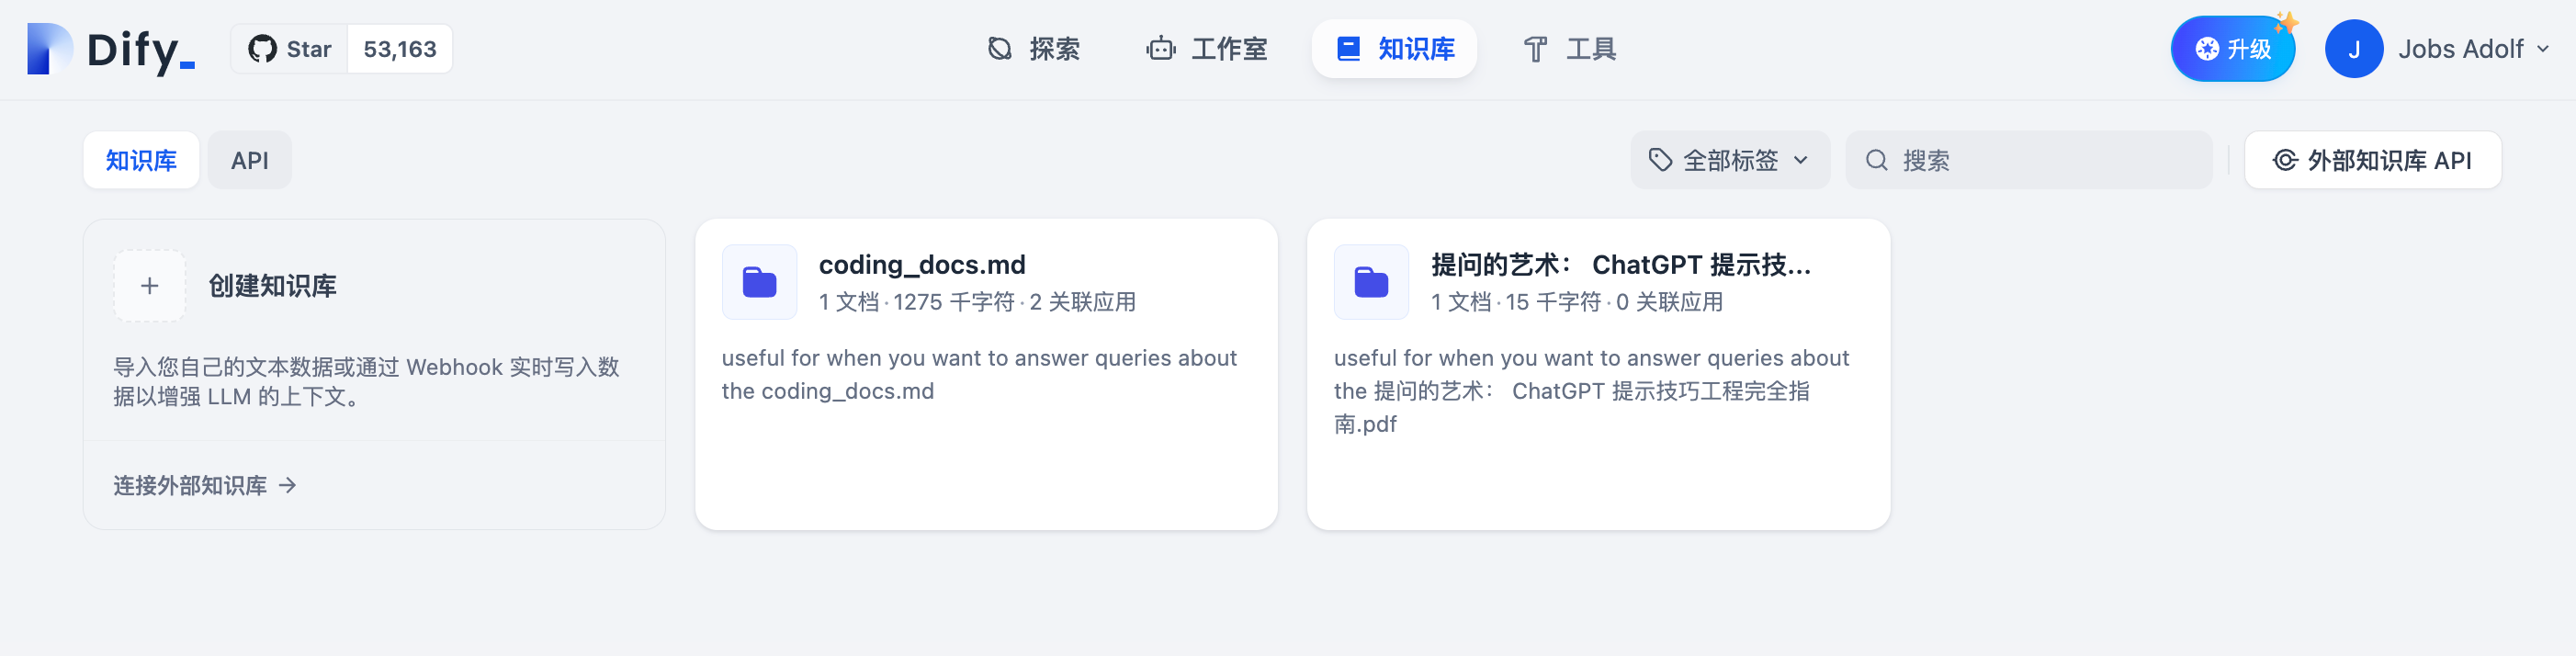 Dify_
Star 53,163
探索
工作室
知识库
工具
升级
J
Jobs Adolf
知识库
API
全部标签
搜索
外部知识库 API
创建知识库
导入您自己的文本数据或通过 Webhook 实时写入数
据以增强 LLM 的上下文。
连接外部知识库
coding_docs.md
1 文档·1275 千字符·2 关联应用
useful for when you want to answer queries about
the coding_docs.md
提问的艺术： ChatGPT 提示技...
1 文档·15 千字符·0 关联应用
useful for when you want to answer queries about
the 提问的艺术： ChatGPT 提示技巧工程完全指
南.pdf